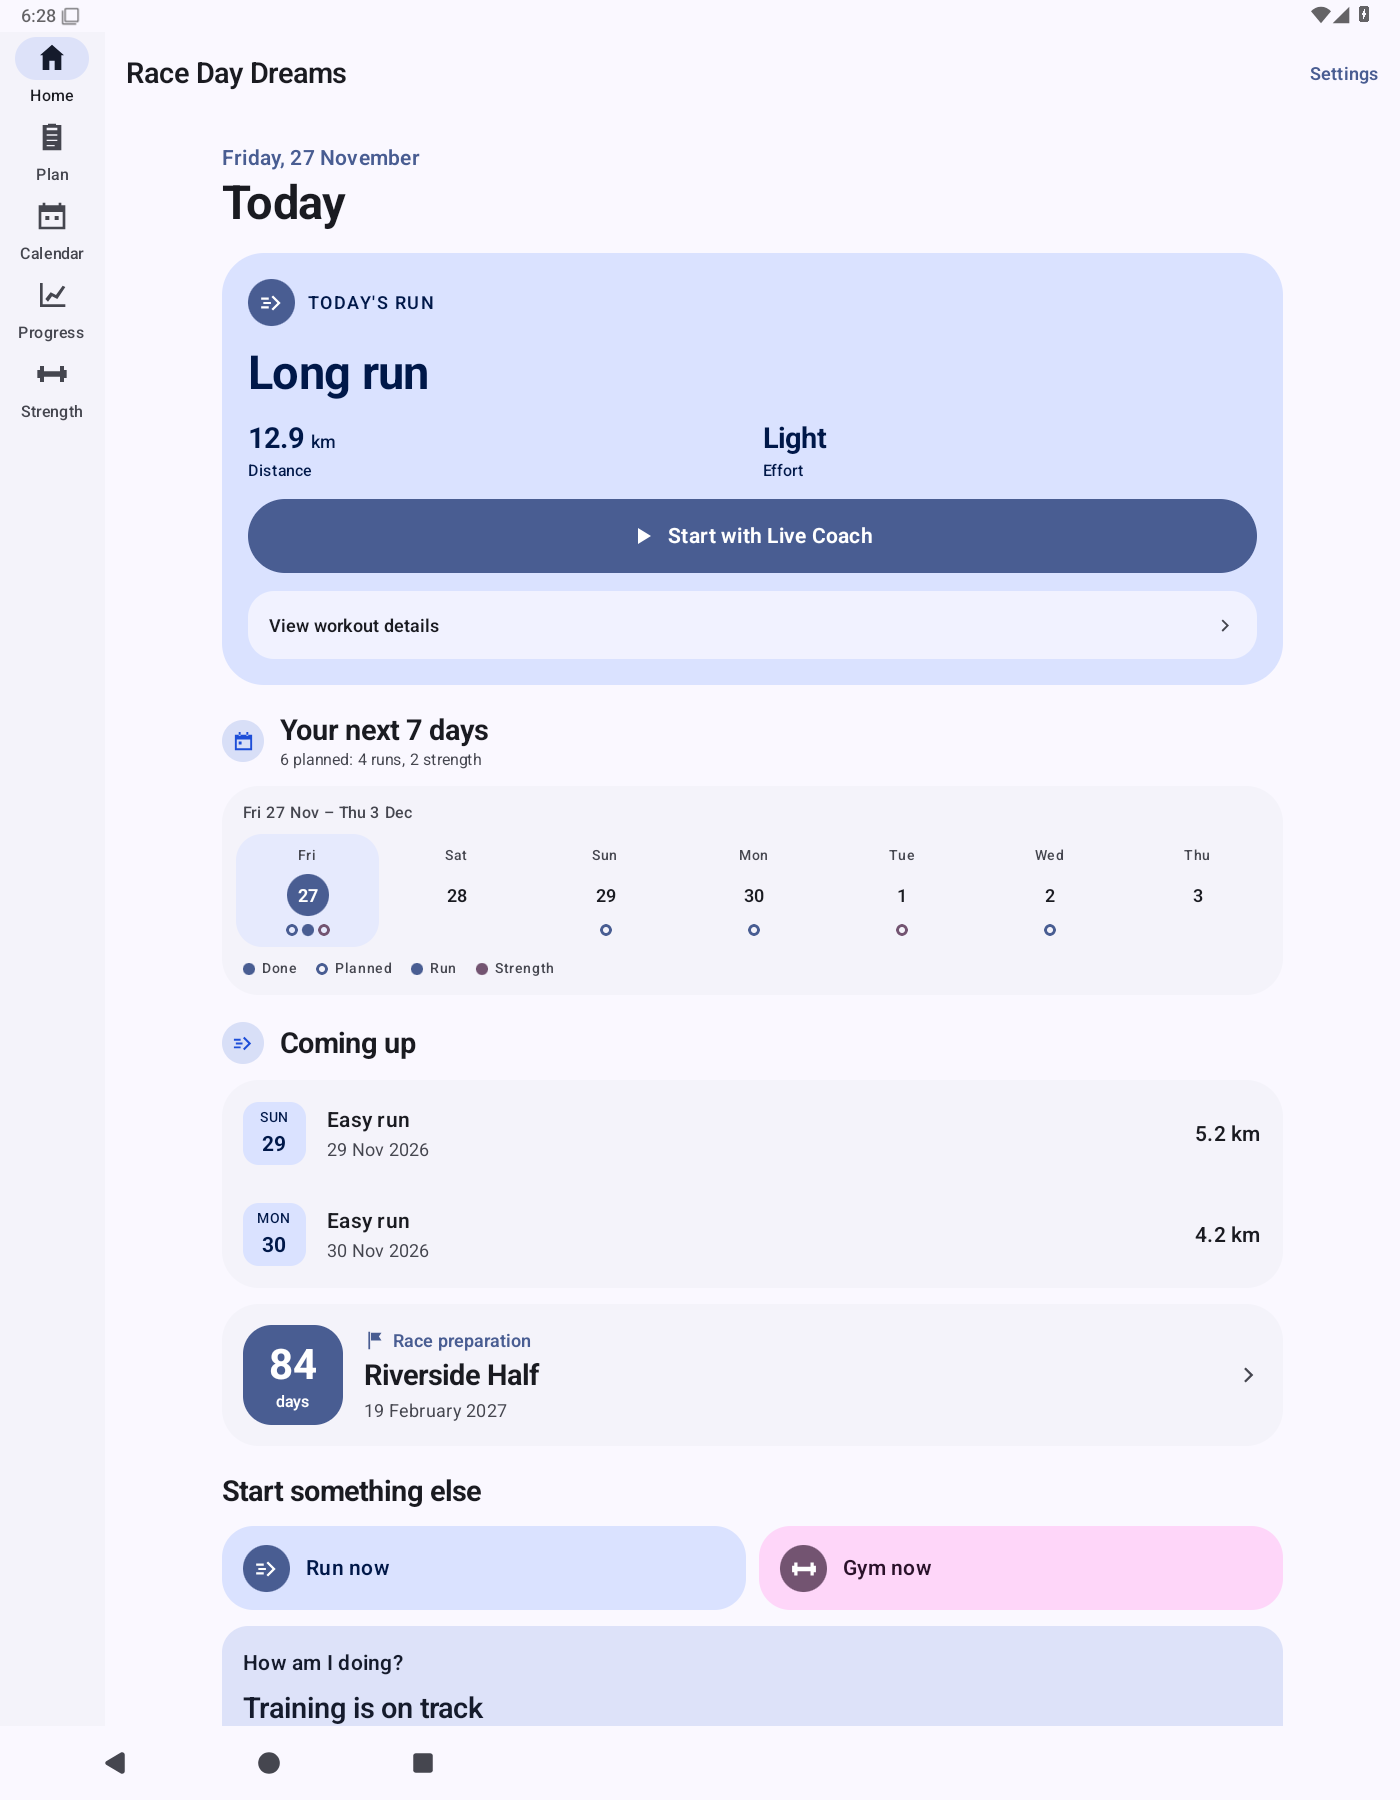 6:28
Home
Plan
Calendar
Progress
Strength
Race Day Dreams
Settings
Friday, 27 November
Today
TODAY'S RUN
Long run
12.9 km
Distance
Light
Effort
Start with Live Coach
View workout details
Your next 7 days
6 planned: 4 runs, 2 strength
Fri 27 Nov – Thu 3 Dec
Fri Sat Sun Mon Tue Wed Thu
27 28 29 30 1 2 3
Done Planned Run Strength
Coming up
SUN
29
Easy run
29 Nov 2026
5.2 km
MON
30
Easy run
30 Nov 2026
4.2 km
84
days
Race preparation
Riverside Half
19 February 2027
Start something else
Run now
Gym now
How am I doing?
Training is on track